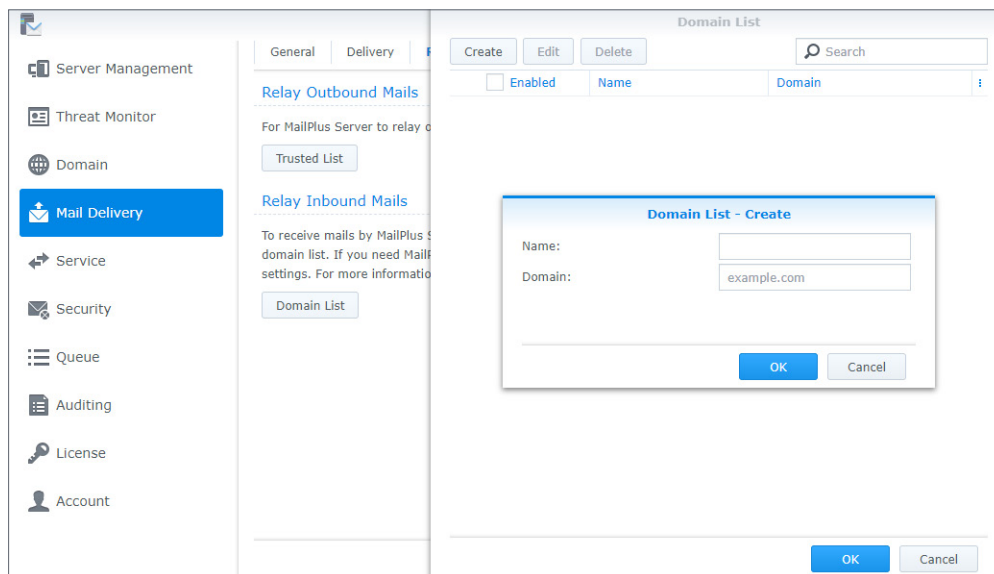 Domain List
Server Management
Threat Monitor
Domain
Mail Delivery
Service
Security
Queue
Auditing
License
Account
General Delivery
Relay Outbound Mails
For MailPlus Server to relay
Trusted List
Relay Inbound Mails
To receive mails by MailPlus
domain list. If you need
settings. For more
Domain List
Create Edit Delete Search
Enabled Name Domain
Domain List - Create
Name:
Domain: example.com
OK Cancel
OK Cancel